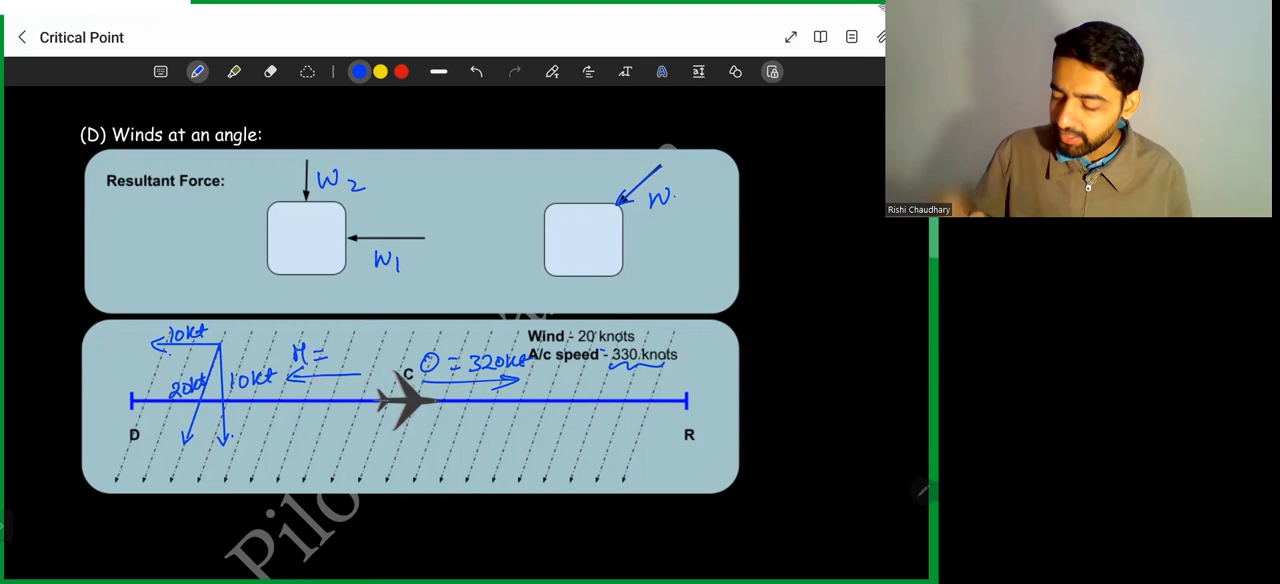 Critical Point
(D) Winds at an angle:
Resultant Force:
W2
W1
W.
Wind - 20 knots
A/c speed - 330 knots
10kt
20kt
10kt
H =
O = 320kt
C
D
R
Pilo
Rishi Chaudhary